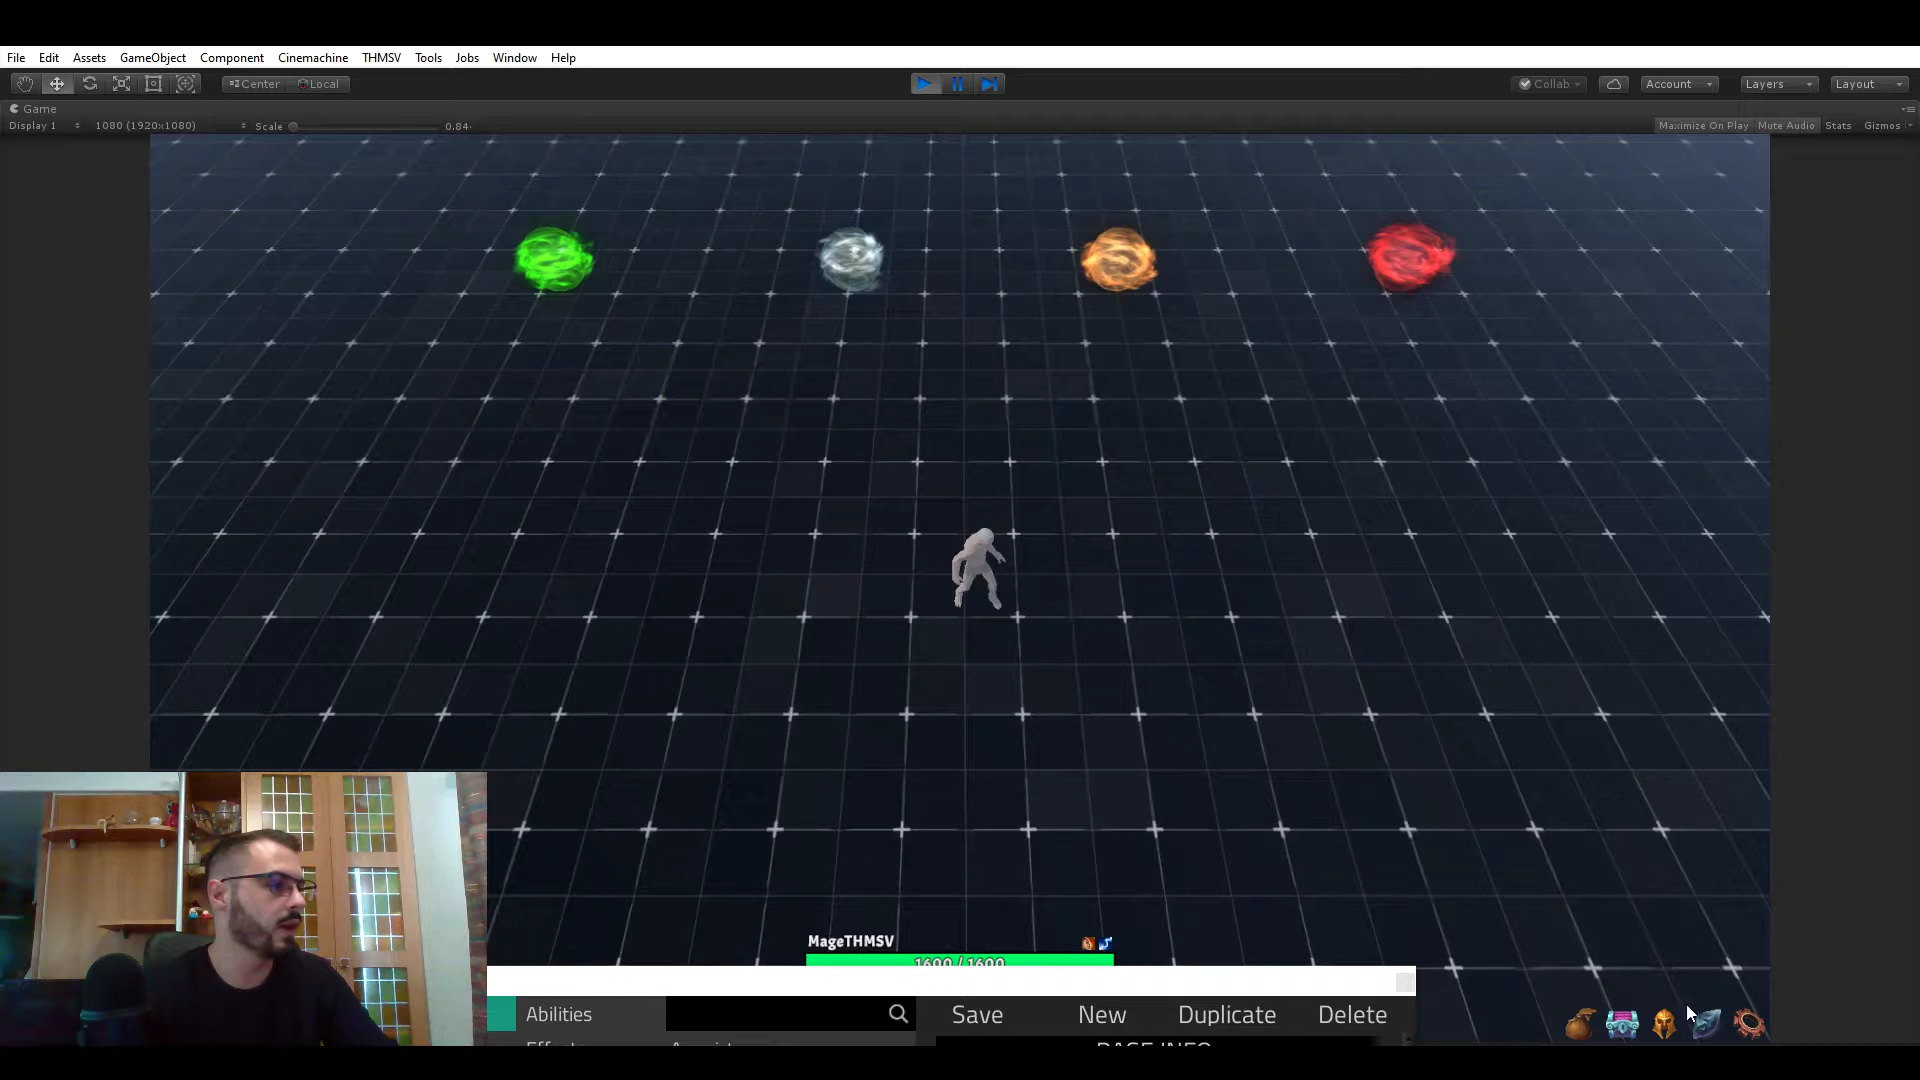 File Edit Assets GameObject Component Cinemachine THMSV Tools Jobs Window Help
Center Local Collab Account Layers Layout
Game
Display 1 1080 (1920x1080) Scale 0.84 Maximize On Play Mute Audio Stats Gizmos
MageTHMSV
1600 / 1600
Abilities Save New Duplicate Delete
BASE INFO